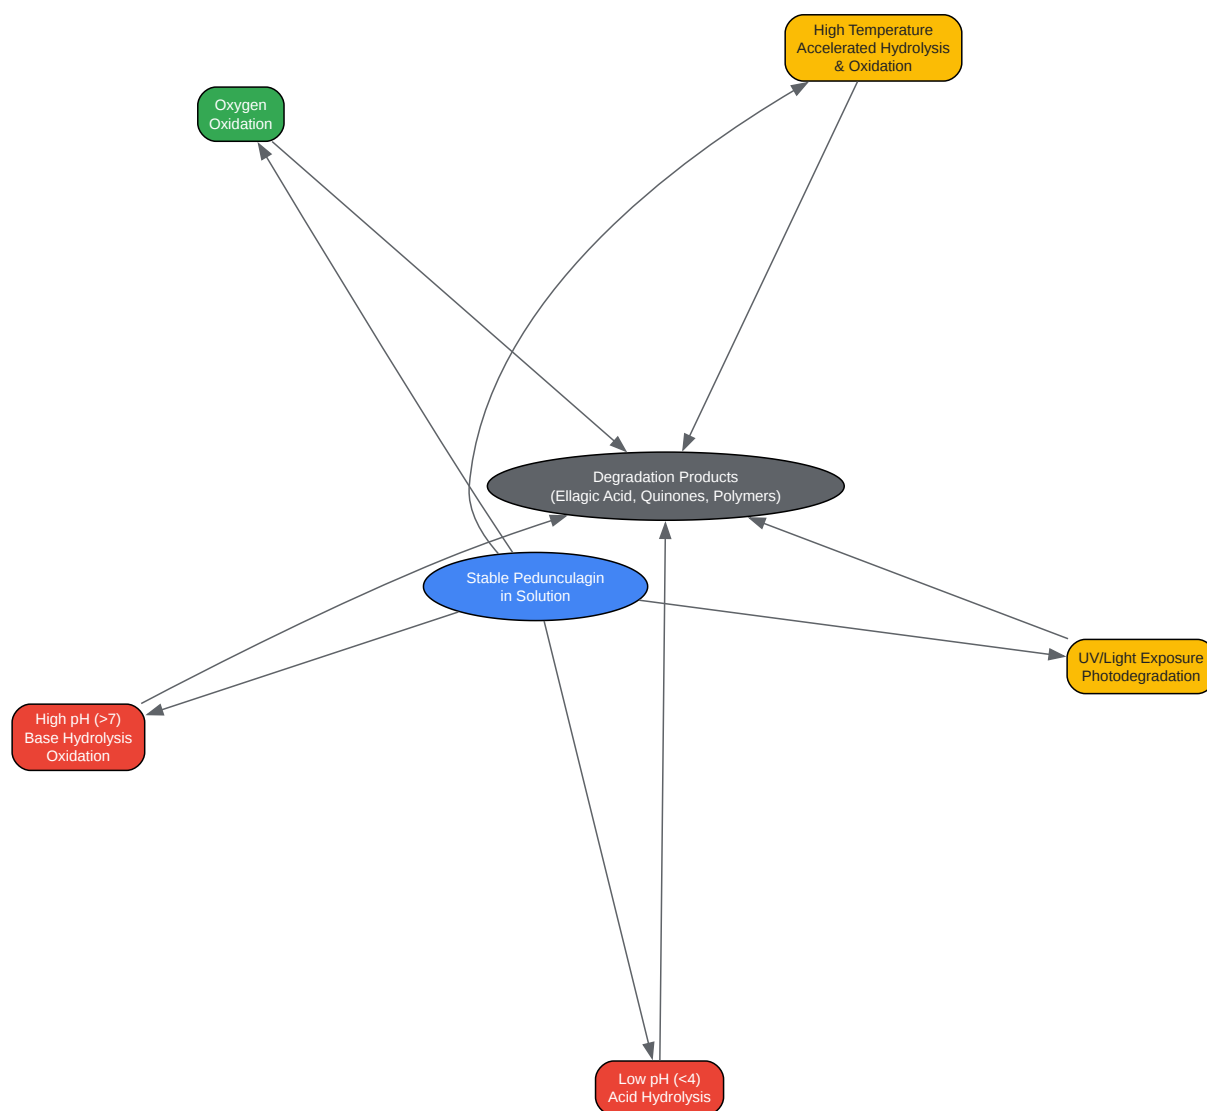 High Temperature
Accelerated Hydrolysis
& Oxidation
Oxygen
Oxidation
Degradation Products
(Ellagic Acid, Quinones, Polymers)
Stable Pedunculagin
in Solution
UV/Light Exposure
Photodegradation
High pH (>7)
Base Hydrolysis
Oxidation
Low pH (<4)
Acid Hydrolysis